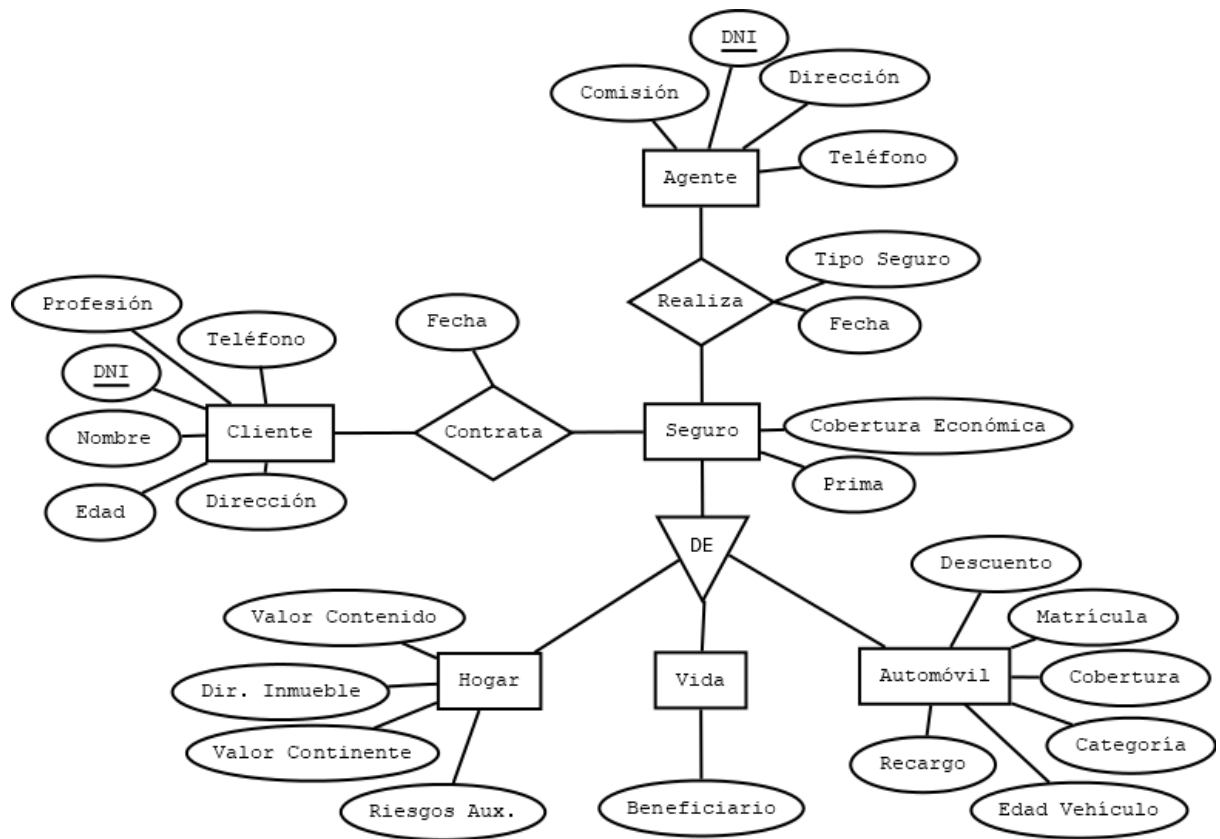 DNI
Comisión
Dirección
Agente
Teléfono
Realiza
Tipo Seguro
Fecha
Profesión
Teléfono
DNI
Nombre
Cliente
Edad
Dirección
Fecha
Contrata
Seguro
Cobertura Económica
Prima
DE
Valor Contenido
Dir. Inmueble
Hogar
Valor Continente
Riesgos Aux.
Vida
Beneficiario
Descuento
Matrícula
Automóvil
Cobertura
Categoría
Recargo
Edad Vehículo